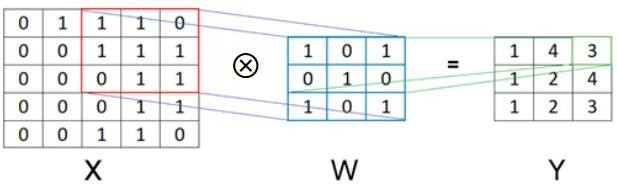 0 1 1 1 0 1 4 3
0 0 1 1 1 1 0 1 = 1 2 4
0 0 0 1 1 0 1 0 1 2 3
0 0 0 1 1 1 0 1
0 0 1 1 0
X W Y